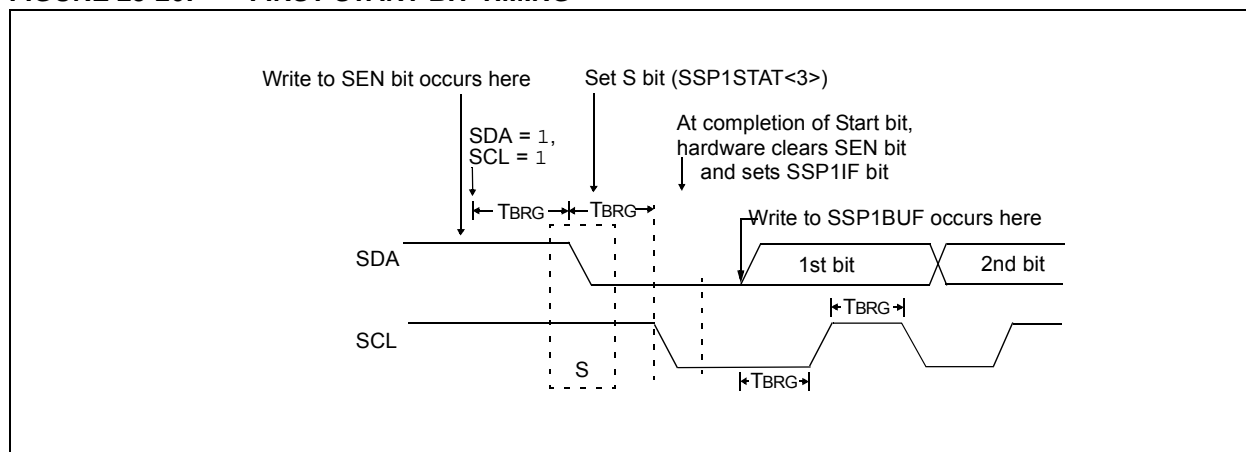 Write to SEN bit occurs here
Set S bit (SSP1STAT<3>)
SDA = 1,
SCL = 1
At completion of Start bit,
hardware clears SEN bit
and sets SSP1IF bit
TBRG
TBRG
Write to SSP1BUF occurs here
SDA
1st bit
2nd bit
TBRG
SCL
S
TBRG